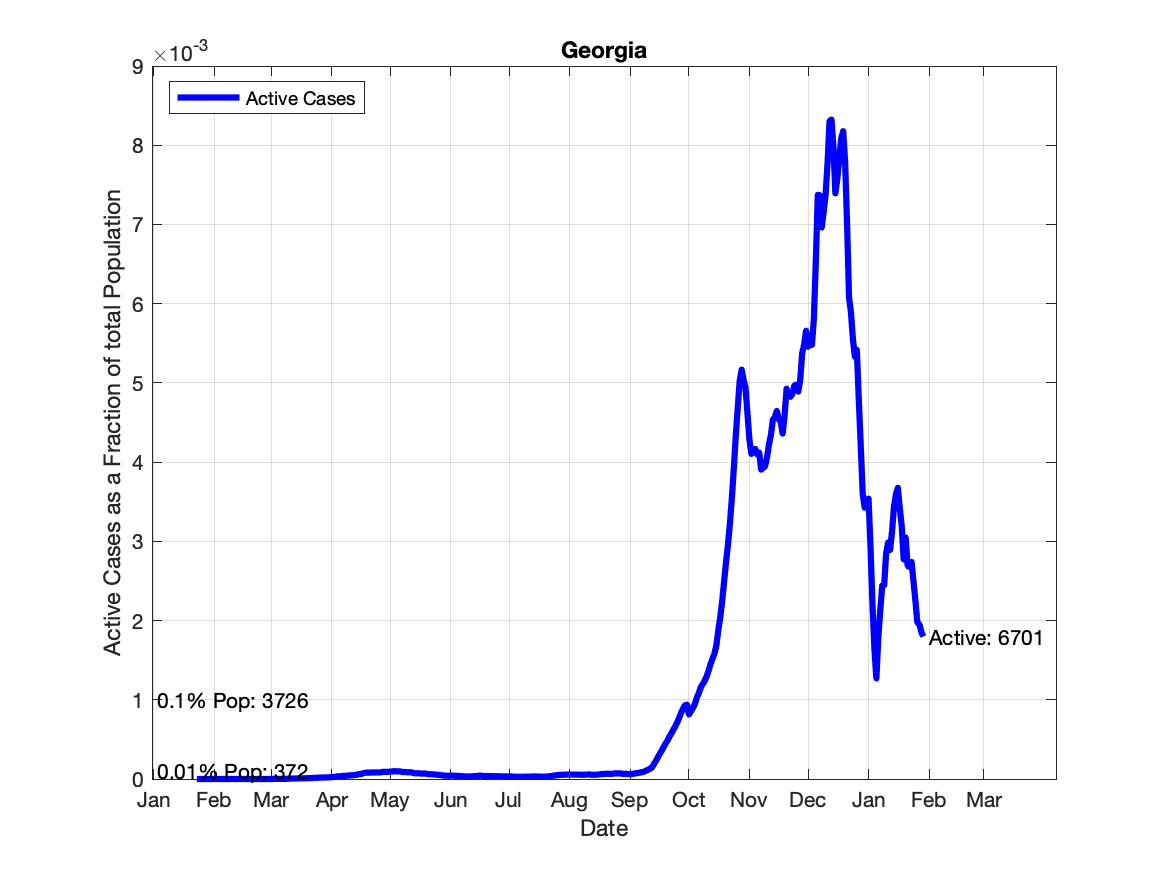 Georgia
×10-3
Active Cases
9
8
7
6
5
4
3
2
1
0
Active Cases as a Fraction of total Population
Active: 6701
0.1% Pop: 3726
0.01% Pop: 372
Jan Feb Mar Apr May Jun Jul Aug Sep Oct Nov Dec Jan Feb Mar
Date